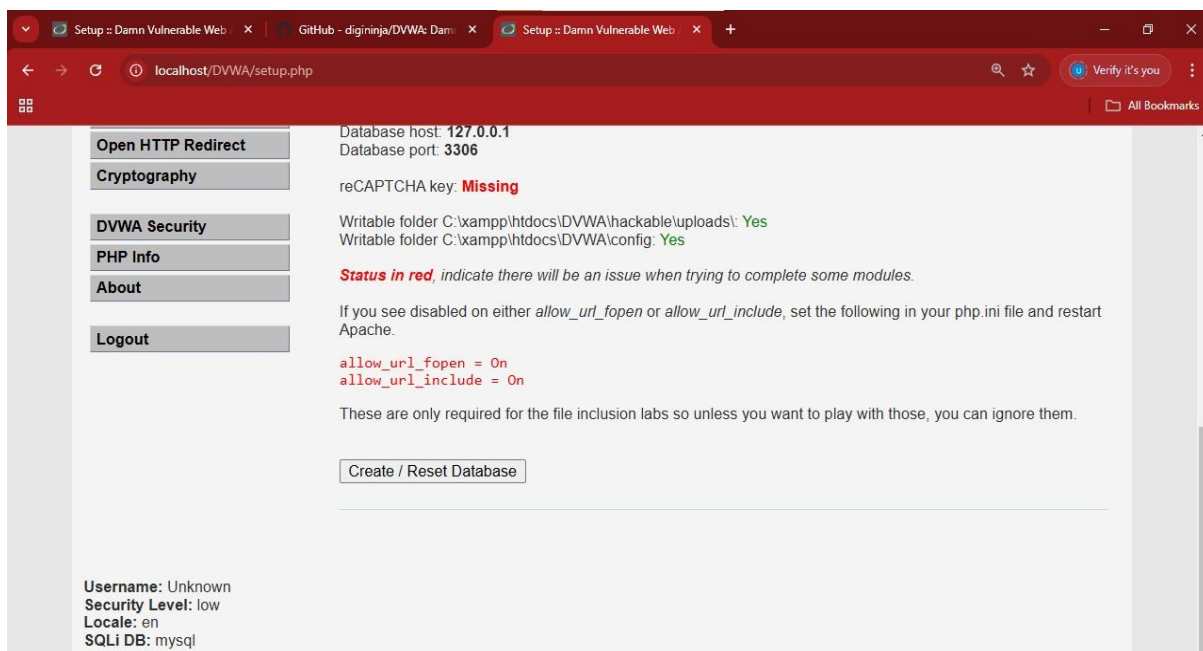 Setup :: Damn Vulnerable Web
GitHub - digininja/DVWA: Dam
Setup :: Damn Vulnerable Web
localhost/DVWA/setup.php
Verify it's you
All Bookmarks
Open HTTP Redirect
Cryptography
DVWA Security
PHP Info
About
Logout
Database host: 127.0.0.1
Database port: 3306
reCAPTCHA key: Missing
Writable folder C:\xampp\htdocs\DVWA\hackable\uploads\: Yes
Writable folder C:\xampp\htdocs\DVWA\config: Yes
Status in red, indicate there will be an issue when trying to complete some modules.
If you see disabled on either allow_url_fopen or allow_url_include, set the following in your php.ini file and restart
Apache.
allow_url_fopen = On
allow_url_include = On
These are only required for the file inclusion labs so unless you want to play with those, you can ignore them.
Create / Reset Database
Username: Unknown
Security Level: low
Locale: en
SQLi DB: mysql